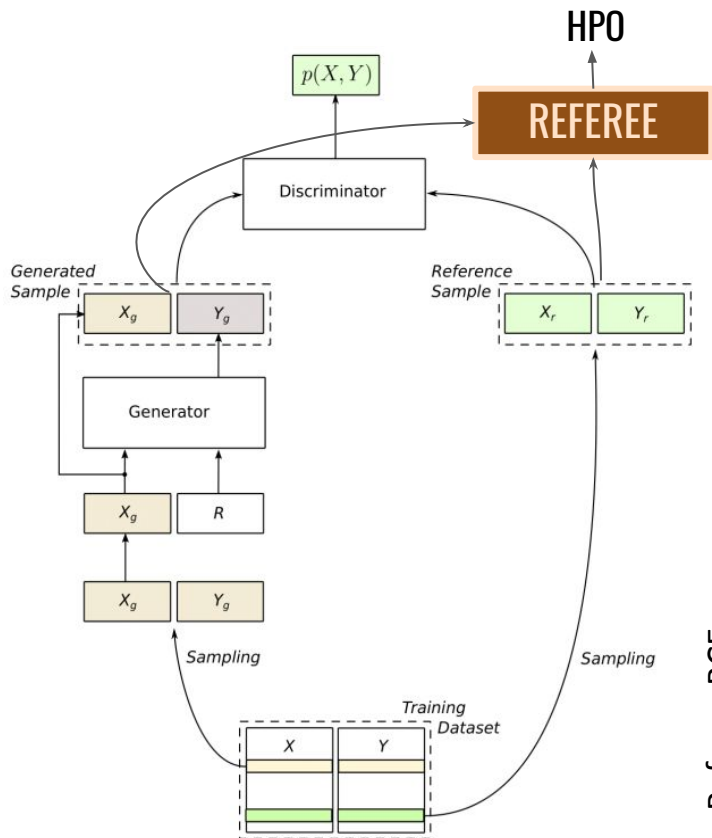 HPO
p(X, Y)
REFEREE
Discriminator
Generated
Sample
Reference
Sample
X_g Y_g
X_r Y_r
Generator
X_g R
X_g Y_g
Sampling
Sampling
Training
Dataset
X Y